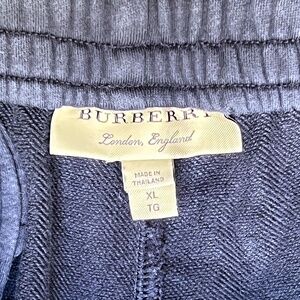 BURBERRY
London, England
MADE IN
THAILAND
XL
TG